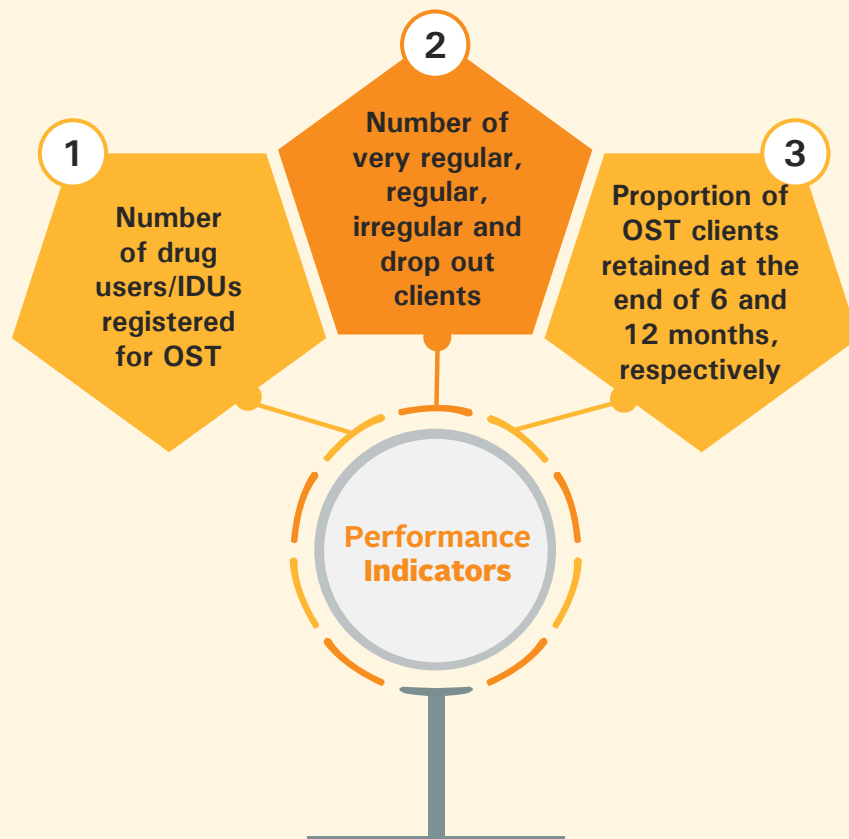 1
Number
of drug
users/IDUs
registered
for OST
2
Number of
very regular,
regular,
irregular and
drop out
clients
3
Proportion of
OST clients
retained at the
end of 6 and
12 months,
respectively
Performance
Indicators